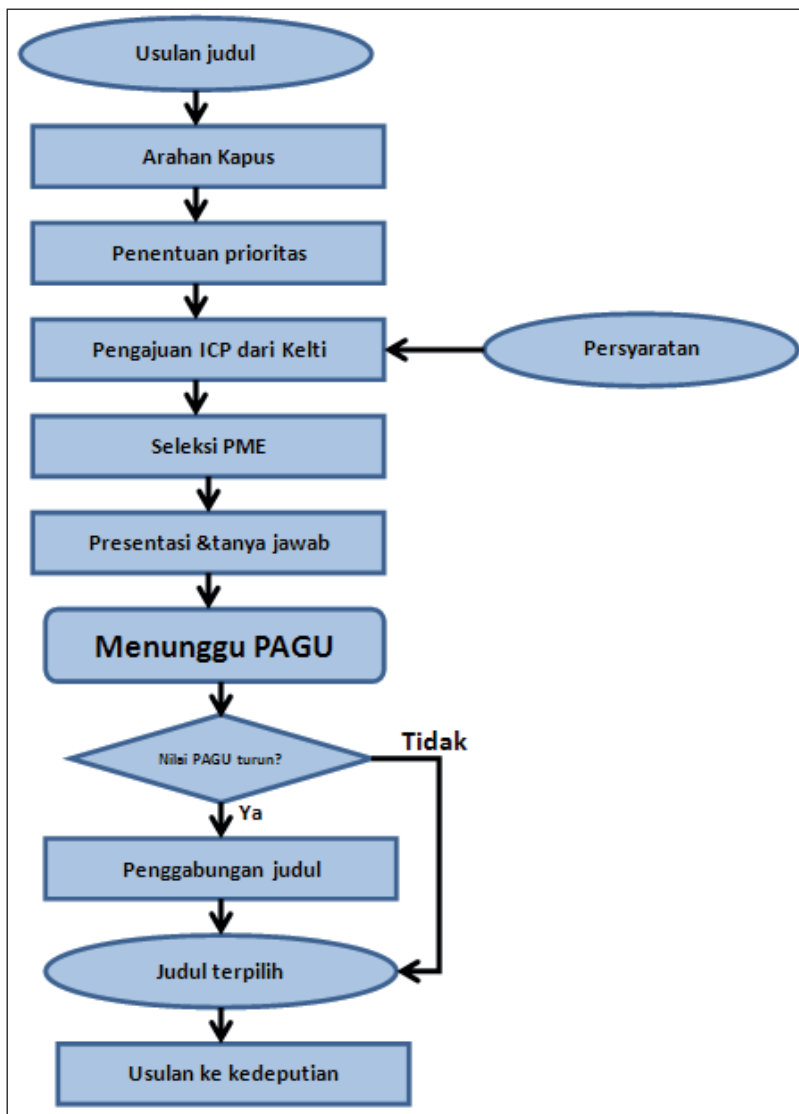 Usulan judul
Arahan Kapus
Penentuan prioritas
Pengajuan ICP dari Kelti
Persyaratan
Seleksi PME
Presentasi &tanya jawab
Menunggu PAGU
Nilai PAGU turun?
Tidak
Ya
Penggabungan judul
Judul terpilih
Usulan ke kedeputian